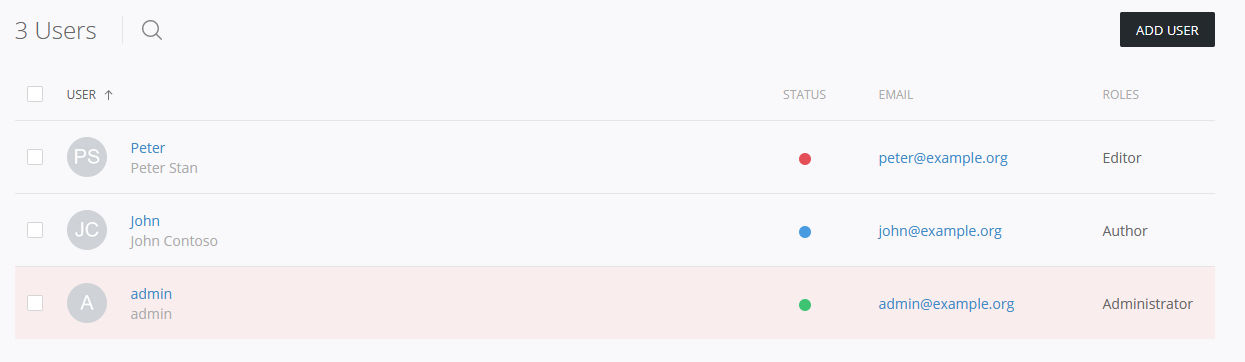 3 Users
ADD USER
USER ↑ STATUS EMAIL ROLES
PS Peter peter@example.org Editor
Peter Stan
JC John john@example.org Author
John Contoso
A admin admin@example.org Administrator
admin